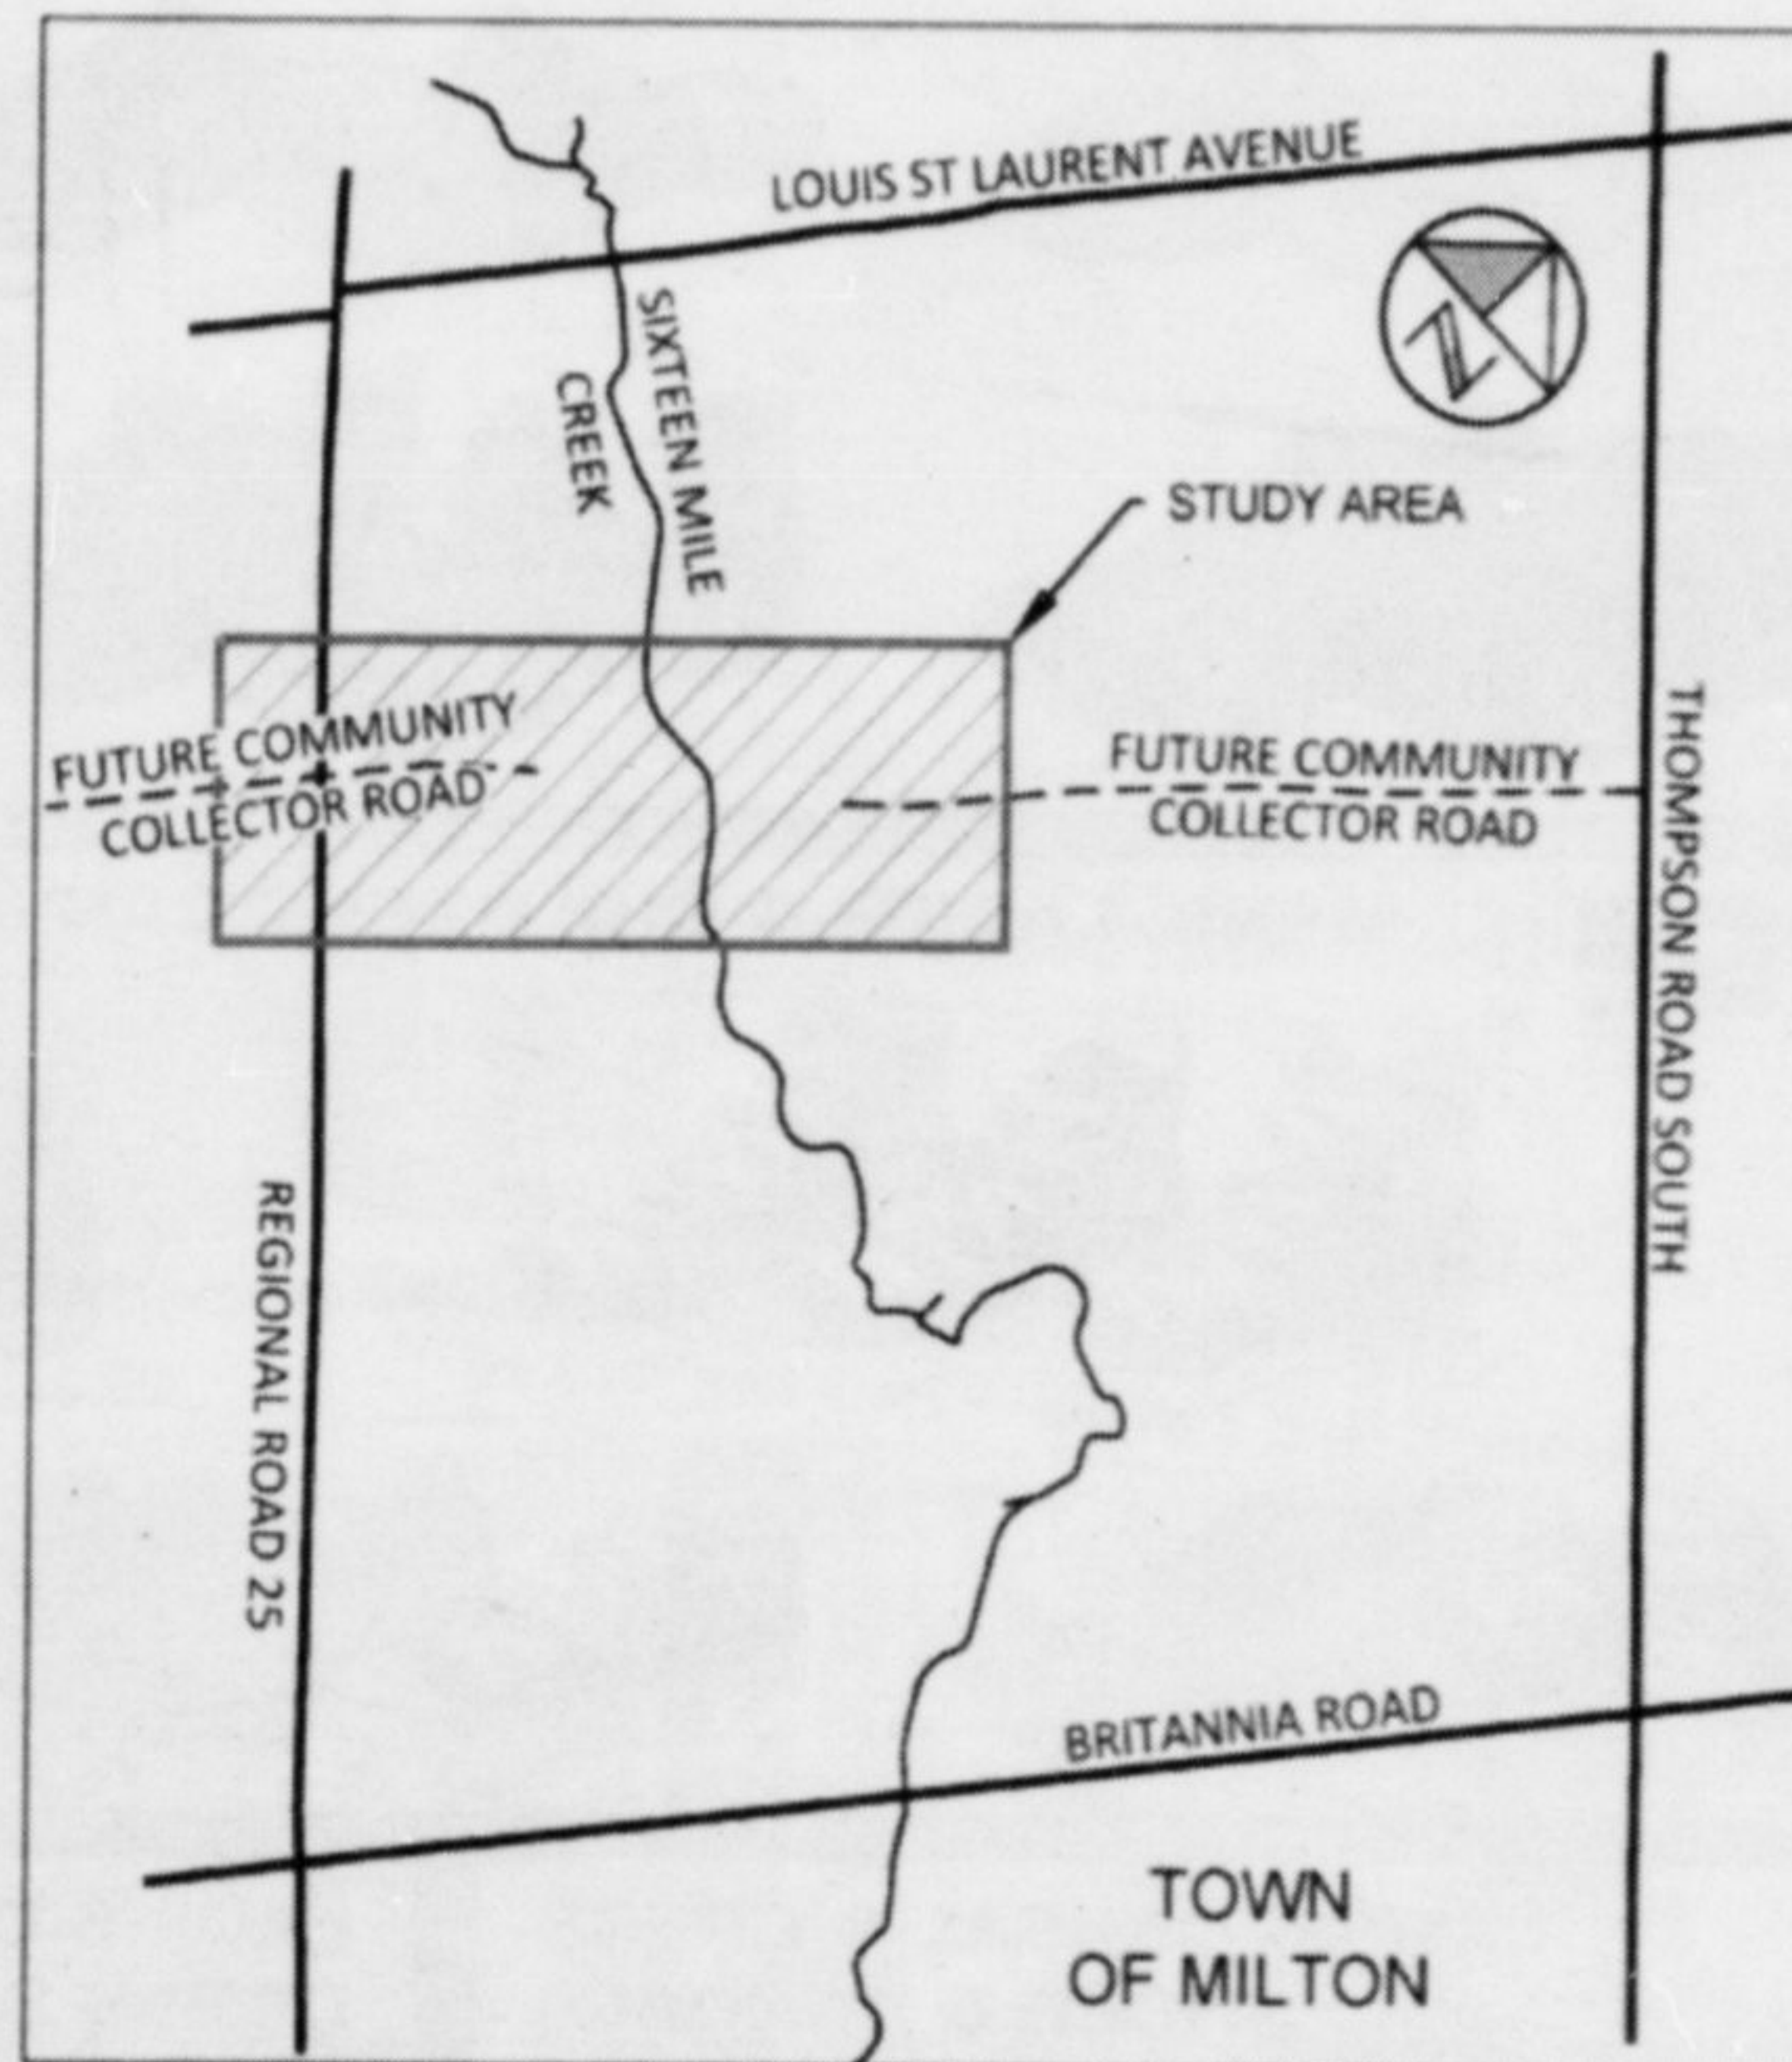 LOUIS ST LAURENT AVENUE
SIXTEEN MILE
CREEK
N
STUDY AREA
FUTURE COMMUNITY
COLLECTOR ROAD
FUTURE COMMUNITY
COLLECTOR ROAD
THOMPSON ROAD SOUTH
REGIONAL ROAD 25
BRITANNIA ROAD
TOWN
OF MILTON